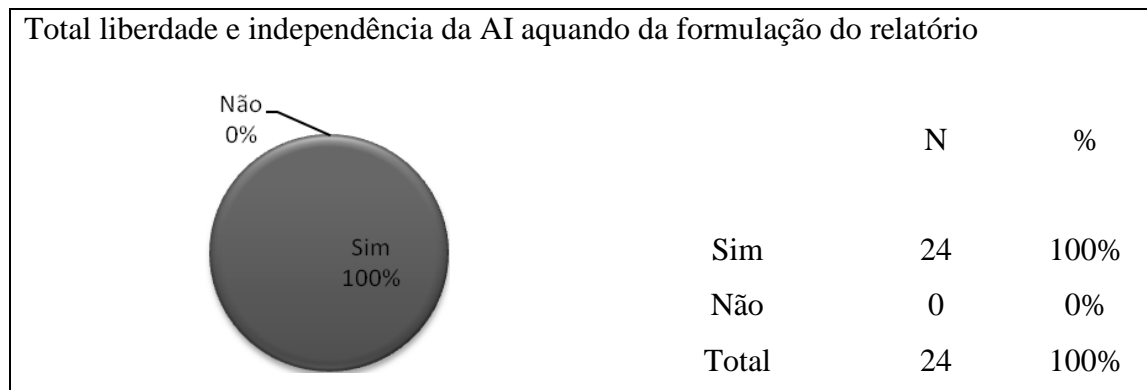 Total liberdade e independência da AI aquando da formulação do relatório
Não
0%
Sim
100%
N %
Sim 24 100%
Não 0 0%
Total 24 100%